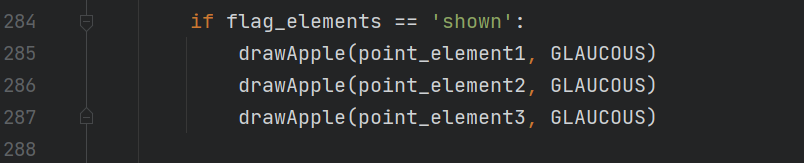 284 if flag_elements == 'shown':
285 drawApple(point_element1, GLAUCOUS)
286 drawApple(point_element2, GLAUCOUS)
287 drawApple(point_element3, GLAUCOUS)
288